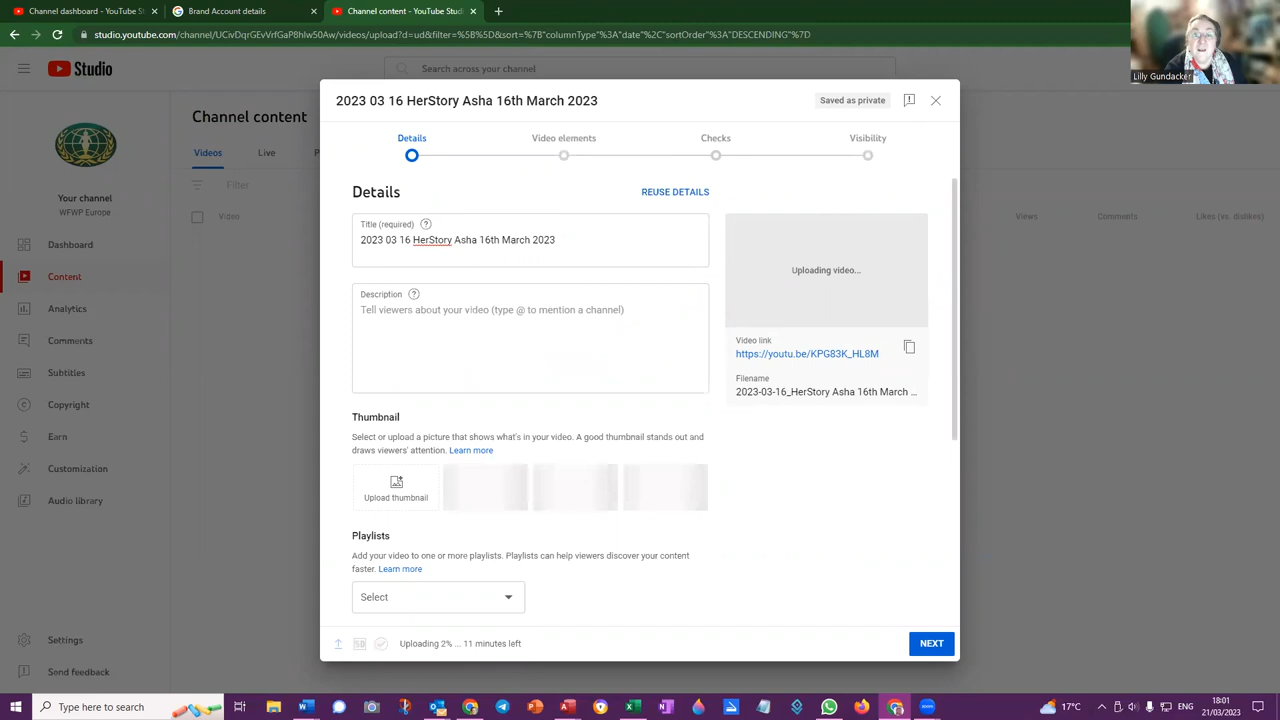 Channel dashboard - YouTube Stu
Brand Account details
Channel content - YouTube Studi
studio.youtube.com/channel/UCivDqrGEvVrfGaP8hlw50Aw/videos/upload?d=ud&filter=%5B%5D&sort=%7B"columnType"%3A"date"%2C"sortOrder"%3A"DESCENDING"%7D
Lilly Gundacker
Studio
Search across your channel
Channel content
Videos
Live
P
Filter
Video
Views
Comments
Likes (vs. dislikes)
Your channel
WFWP Europe
Dashboard
Content
Analytics
Comments
Subtitles
Copyright
Earn
Customization
Audio library
Settings
Send feedback
2023 03 16 HerStory Asha 16th March 2023
Saved as private
Details
Video elements
Checks
Visibility
Details
REUSE DETAILS
Title (required)
2023 03 16 HerStory Asha 16th March 2023
Description
Tell viewers about your video (type @ to mention a channel)
Uploading video...
Video link
https://youtu.be/KPG83K_HL8M
Filename
2023-03-16_HerStory Asha 16th March ...
Thumbnail
Select or upload a picture that shows what's in your video. A good thumbnail stands out and
draws viewers' attention. Learn more
Upload thumbnail
Playlists
Add your video to one or more playlists. Playlists can help viewers discover your content
faster. Learn more
Select
SD
Uploading 2% ... 11 minutes left
NEXT
Type here to search
17°C
18:01
21/03/2023